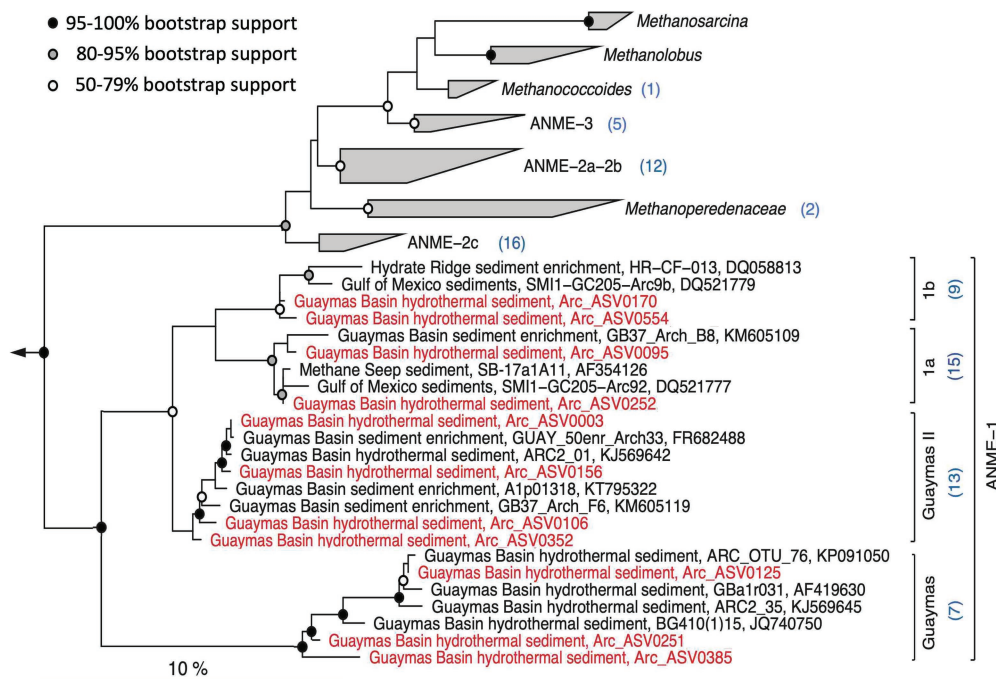 95-100% bootstrap support
80-95% bootstrap support
50-79% bootstrap support
Methanosarcina
Methanolobus
Methanococcoides (1)
ANME-3 (5)
ANME-2a-2b (12)
Methanoperedenaceae (2)
ANME-2c (16)
Hydrate Ridge sediment enrichment, HR-CF-013, DQ058813
Gulf of Mexico sediments, SMI1-GC205-Arc9b, DQ521779
Guaymas Basin hydrothermal sediment, Arc_ASV0170
Guaymas Basin hydrothermal sediment, Arc_ASV0554
1b (9)
Guaymas Basin sediment enrichment, GB37_Arch_B8, KM605109
Guaymas Basin hydrothermal sediment, Arc_ASV0095
Methane Seep sediment, SB-17a1A11, AF354126
Gulf of Mexico sediments, SMI1-GC205-Arc92, DQ521777
Guaymas Basin hydrothermal sediment, Arc_ASV0252
1a (15)
Guaymas Basin hydrothermal sediment, Arc_ASV0003
Guaymas Basin sediment enrichment, GUAY_50enr_Arch33, FR682488
Guaymas Basin hydrothermal sediment, ARC2_01, KJ569642
Guaymas Basin hydrothermal sediment, Arc_ASV0156
Guaymas Basin sediment enrichment, A1p01318, KT795322
Guaymas Basin sediment enrichment, GB37_Arch_F6, KM605119
Guaymas Basin hydrothermal sediment, Arc_ASV0106
Guaymas Basin hydrothermal sediment, Arc_ASV0352
Guaymas II (13)
Guaymas Basin hydrothermal sediment, ARC_OTU_76, KP091050
Guaymas Basin hydrothermal sediment, Arc_ASV0125
Guaymas Basin hydrothermal sediment, GBa1r031, AF419630
Guaymas Basin hydrothermal sediment, ARC2_35, KJ569645
Guaymas Basin hydrothermal sediment, BG410(1)15, JQ740750
Guaymas Basin hydrothermal sediment, Arc_ASV0251
Guaymas Basin hydrothermal sediment, Arc_ASV0385
Guaymas (7)
ANME-1
10 %